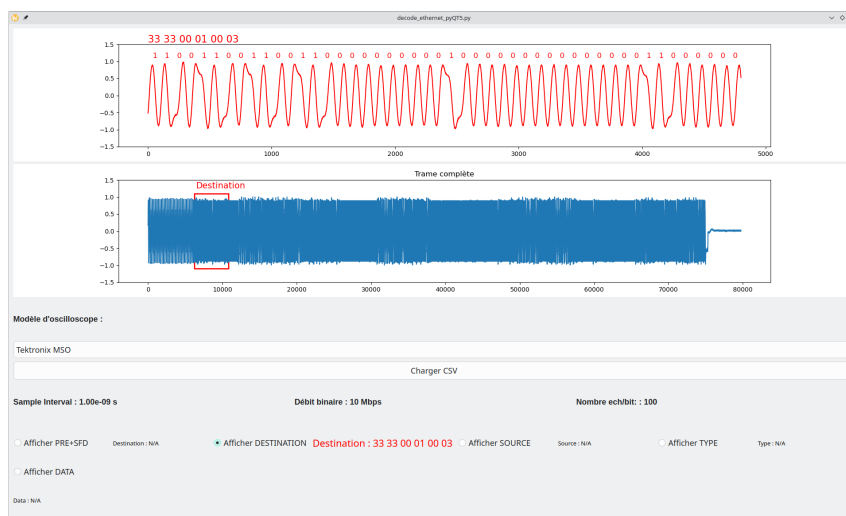 decode_ethernet_pyQT5.py
33 33 00 01 00 03
1 1 0 0 1 1 0 0 1 1 0 0 1 1 0 0 0 0 0 0 0 0 0 0 1 0 0 0 0 0 0 0 0 0 0 0 0 0 0 0 1 1 0 0 0 0 0 0
1.5
1.0
0.5
0.0
−0.5
−1.0
−1.5
0 1000 2000 3000 4000 5000
Trame complète
Destination
1.5
1.0
0.5
0.0
−0.5
−1.0
−1.5
0 10000 20000 30000 40000 50000 60000 70000 80000
Modèle d'oscilloscope :
Tektronix MSO
Charger CSV
Sample Interval : 1.00e-09 s Débit binaire : 10 Mbps Nombre ech/bit: : 100
Afficher PRE+SFD Destination : N/A Afficher DESTINATION Destination : 33 33 00 01 00 03 Afficher SOURCE Source : N/A Afficher TYPE Type : N/A
Afficher DATA
Data : N/A